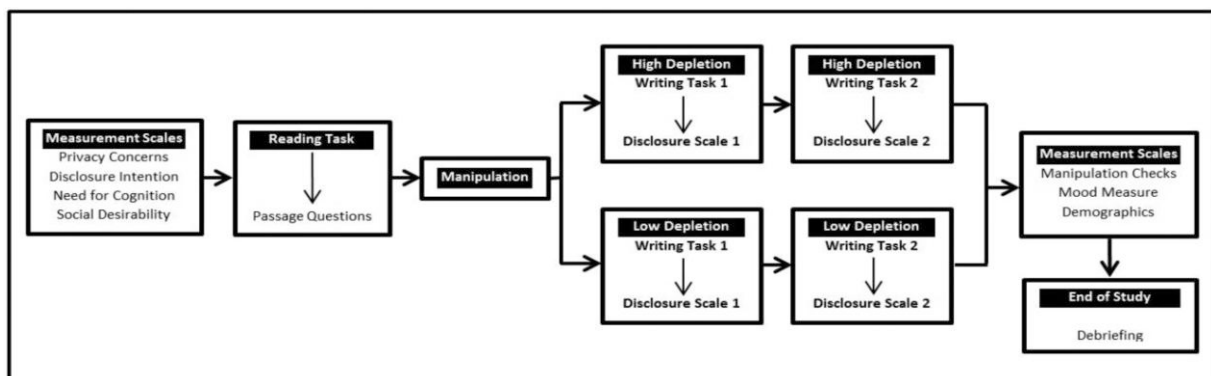 Measurement Scales
Privacy Concerns
Disclosure Intention
Need for Cognition
Social Desirability
Reading Task
Passage Questions
Manipulation
High Depletion
Writing Task 1
Disclosure Scale 1
High Depletion
Writing Task 2
Disclosure Scale 2
Low Depletion
Writing Task 1
Disclosure Scale 1
Low Depletion
Writing Task 2
Disclosure Scale 2
Measurement Scales
Manipulation Checks
Mood Measure
Demographics
End of Study
Debriefing